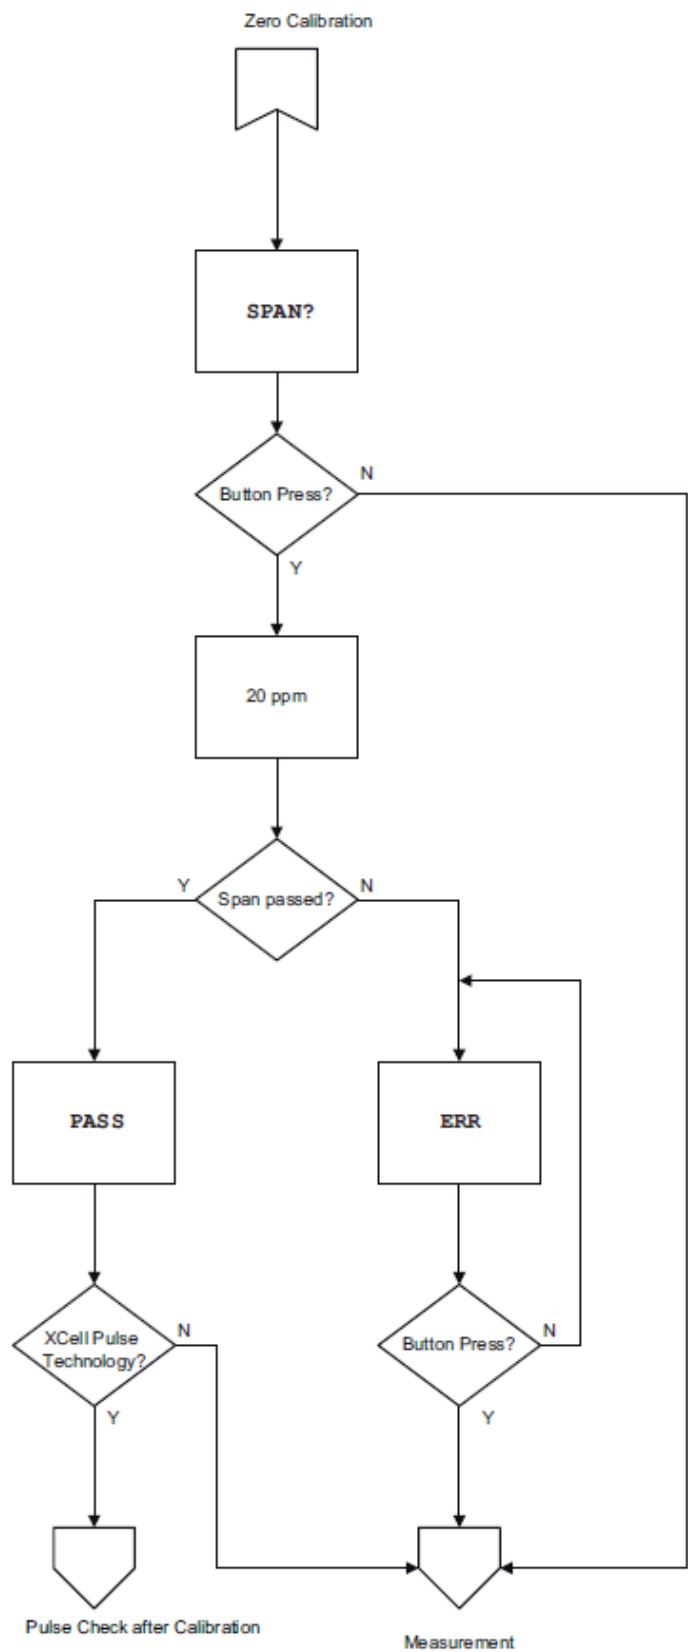 Zero Calibration
SPAN?
Button Press?
N
Y
20 ppm
Span passed?
Y
N
PASS
ERR
XCell Pulse
Technology?
N
Y
Button Press?
N
Y
Pulse Check after Calibration
Measurement